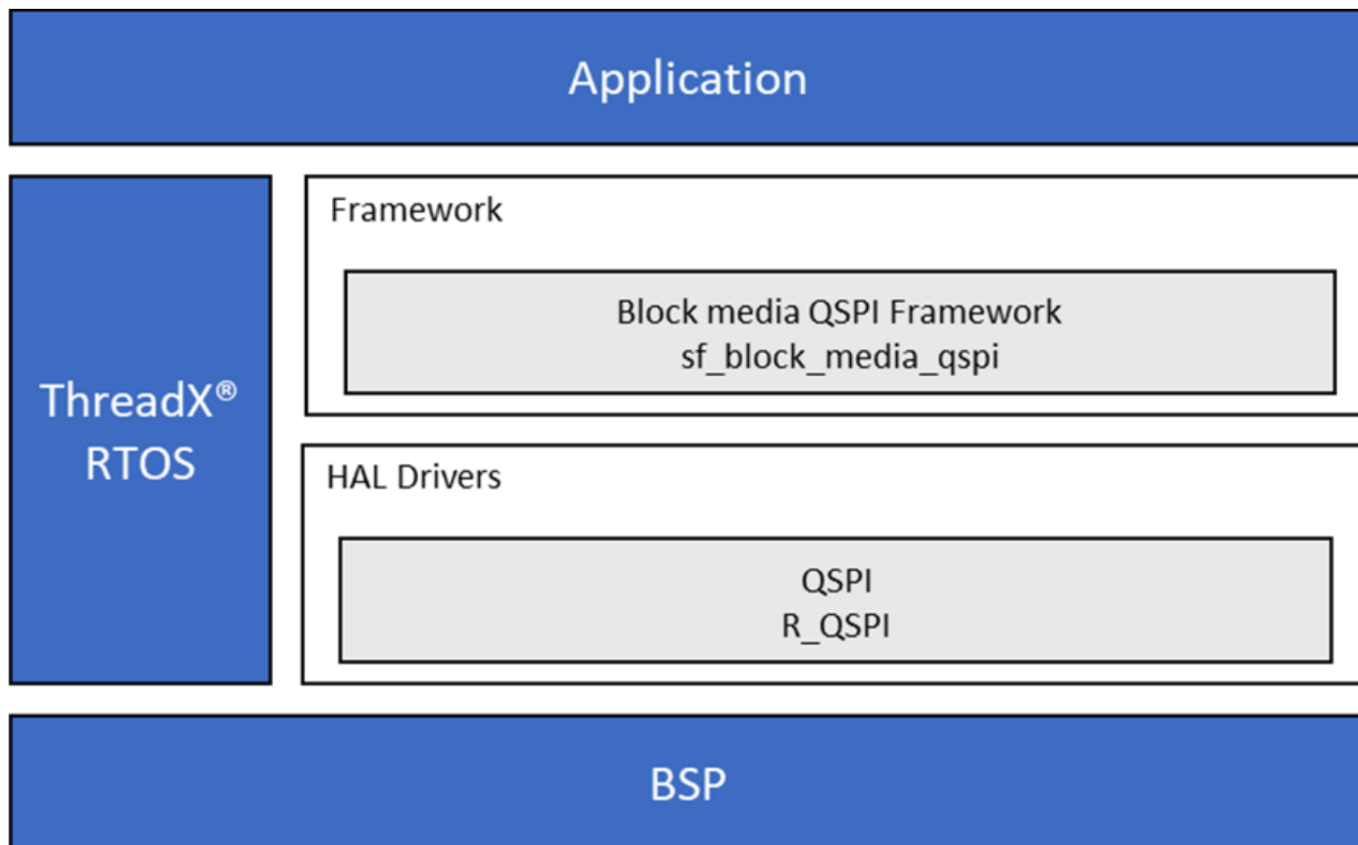 Application
Framework
Block media QSPI Framework
sf_block_media_qspi
ThreadX®
RTOS
HAL Drivers
QSPI
R_QSPI
BSP